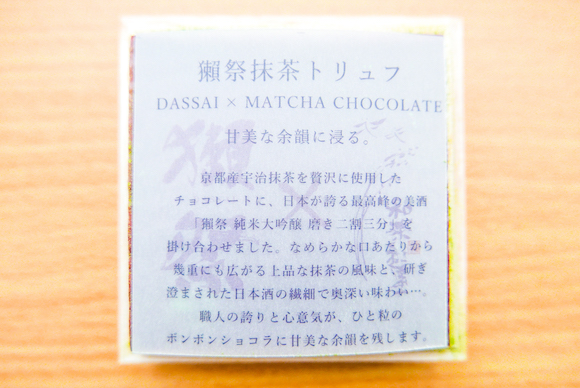 獺祭抹茶トリュフ
DASSAI × MATCHA CHOCOLATE
甘美な余韻に浸る。
京都産宇治抹茶を贅沢に使用した
チョコレートに、日本が誇る最高峰の美酒
「獺祭 純米大吟醸 磨き二割三分」を
掛け合わせました。なめらかな口あたりから
幾重にも広がる上品な抹茶の風味と、研ぎ
澄まされた日本酒の繊細で奥深い味わい…。
職人の誇りと心意気が、ひと粒の
ボンボンショコラに甘美な余韻を残します。
獺祭
×